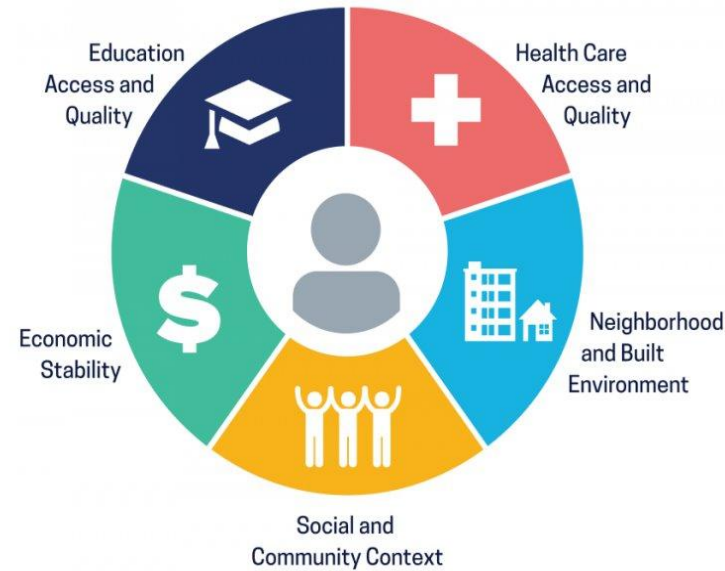 Education
Access and
Quality
Health Care
Access and
Quality
$
Economic
Stability
Neighborhood
and Built
Environment
Social and
Community Context